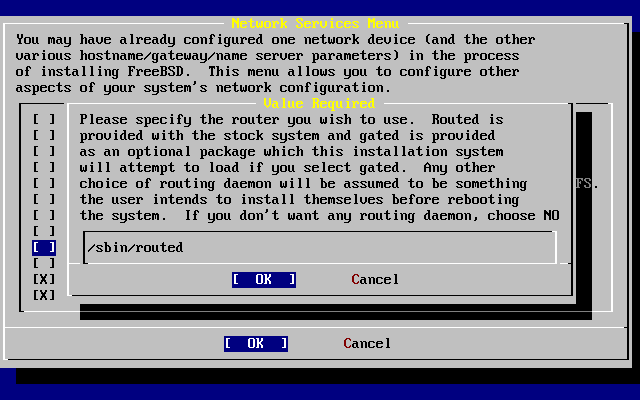 Network Services Menu
You may have already configured one network device (and the other
various hostname/gateway/name server parameters) in the process
of installing FreeBSD.  This menu allows you to configure other
aspects of your system's network configuration.
Value Required
[ ]
Please specify the router you wish to use.  Routed is
[ ]
provided with the stock system and gated is provided
[ ]
as an optional package which this installation system
[ ]
will attempt to load if you select gated.  Any other
[ ]
choice of routing daemon will be assumed to be something
FS.
[ ]
the user intends to install themselves before rebooting
[ ]
the system.  If you don't want any routing daemon, choose NO
[ ]
[ ]
/sbin/routed
[ ]
[X]
[ OK ]
Cancel
[X]
[ OK ]
Cancel